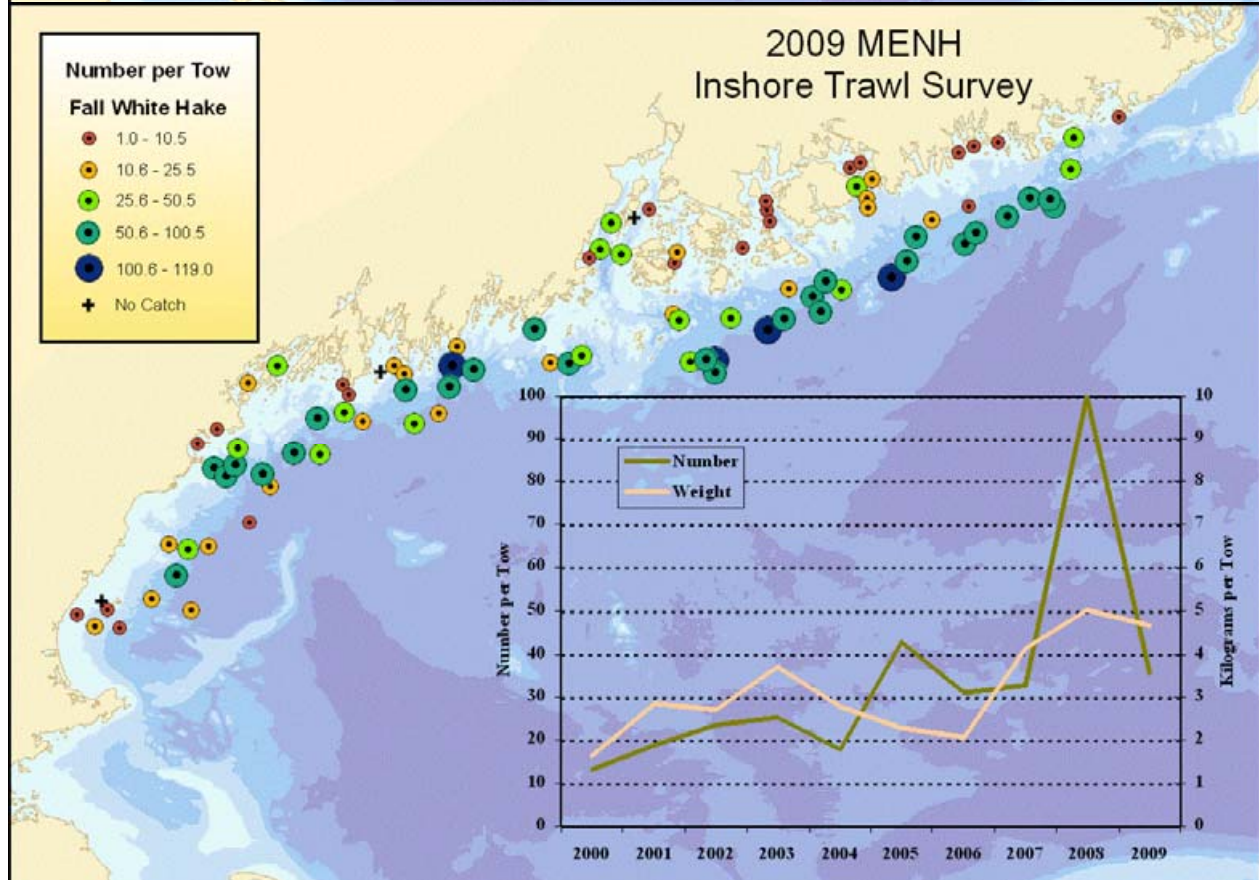 2009 MENH
Inshore Trawl Survey
Number per Tow
Fall White Hake
1.0 - 10.5
10.6 - 25.5
25.6 - 50.5
50.6 - 100.5
100.6 - 119.0
No Catch
Number
Weight
Number per Tow
100
90
80
70
60
50
40
30
20
10
0
Kilograms per Tow
10
9
8
7
6
5
4
3
2
1
0
2000 2001 2002 2003 2004 2005 2006 2007 2008 2009